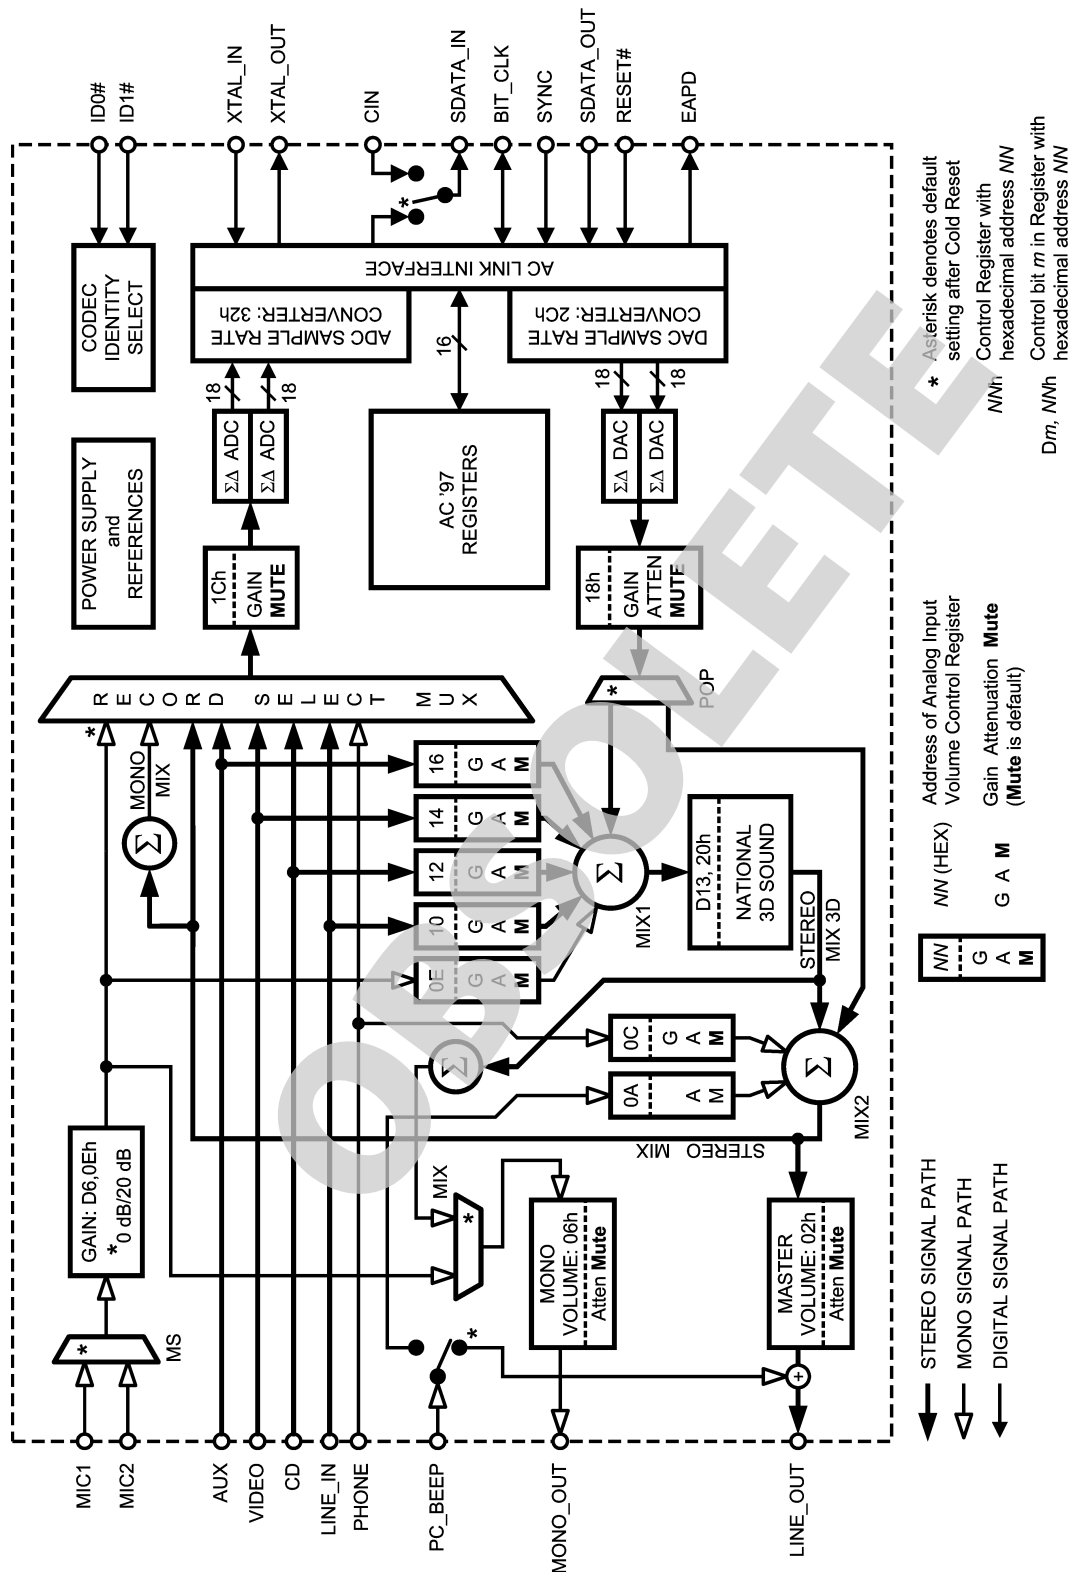 ID0#
ID1#
XTAL_IN
XTAL_OUT
CIN
SDATA_IN
BIT_CLK
SYNC
SDATA_OUT
RESET#
EAPD
CODEC
IDENTITY
SELECT
POWER SUPPLY
and
REFERENCES
AC LINK INTERFACE
ADC SAMPLE RATE
CONVERTER: 32h
DAC SAMPLE RATE
CONVERTER: 2Ch
*
18
18
16
18
18
ΣΔ ADC
ΣΔ ADC
ΣΔ DAC
ΣΔ DAC
AC '97
REGISTERS
1Ch
GAIN
MUTE
18h
GAIN
ATTEN
MUTE
RECORD SELECT MUX
*
*
POP
MONO
MIX
Σ
16
G A M
14
G A M
12
G A M
10
G A M
0E
G A M
Σ
MIX1
D13, 20h
NATIONAL
3D SOUND
STEREO
MIX 3D
0C
G A M
0A
A M
Σ
MIX2
Σ
STEREO MIX
GAIN: D6,0Eh
* 0 dB/20 dB
*
MS
MIX
*
MONO
VOLUME: 06h
Atten Mute
MASTER
VOLUME: 02h
Atten Mute
*
+
MIC1
MIC2
AUX
VIDEO
CD
LINE_IN
PHONE
PC_BEEP
MONO_OUT
LINE_OUT
STEREO SIGNAL PATH
MONO SIGNAL PATH
DIGITAL SIGNAL PATH
NN
G A M
NN (HEX) Address of Analog Input
Volume Control Register
G A M Gain Attenuation Mute
(Mute is default)
* Asterisk denotes default
setting after Cold Reset
NNh Control Register with
hexadecimal address NN
Dm, NNh Control bit m in Register with
hexadecimal address NN
OBSOLETE